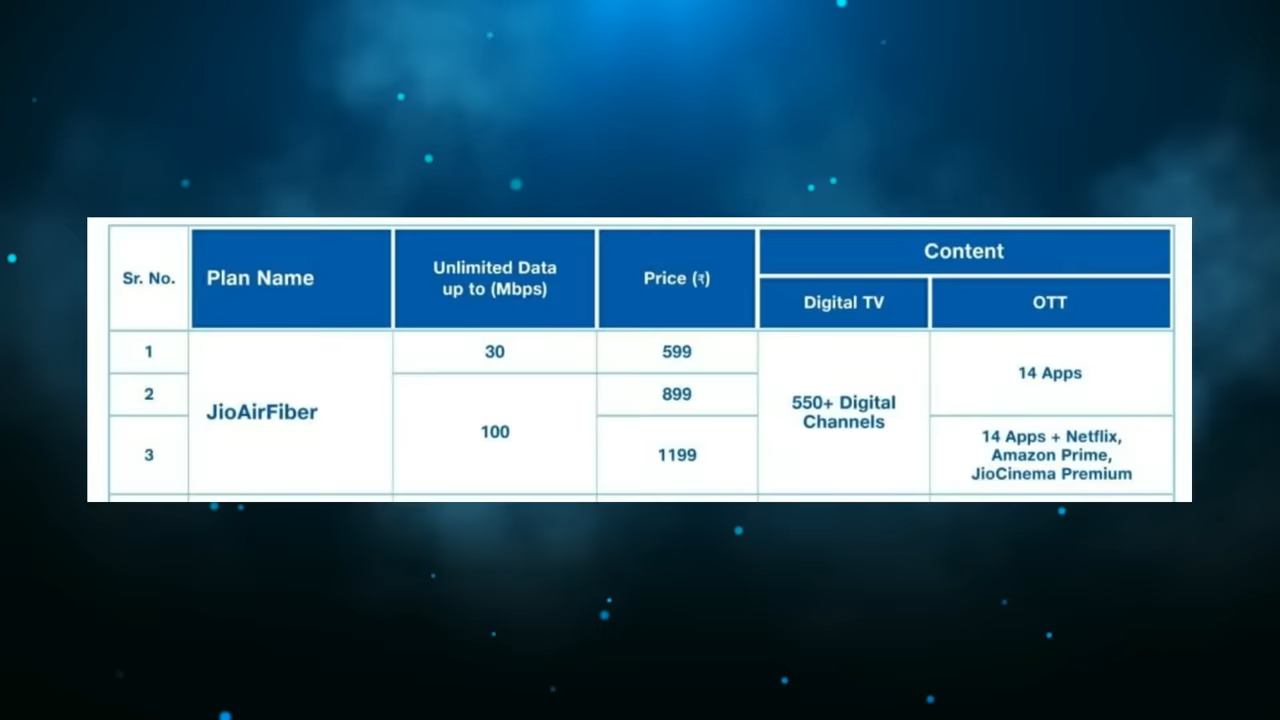 Sr. No.
Plan Name
Unlimited Data
up to (Mbps)
Price (₹)
Content
Digital TV
OTT
1
JioAirFiber
30
599
550+ Digital
Channels
14 Apps
2
100
899
3
1199
14 Apps + Netflix,
Amazon Prime,
JioCinema Premium